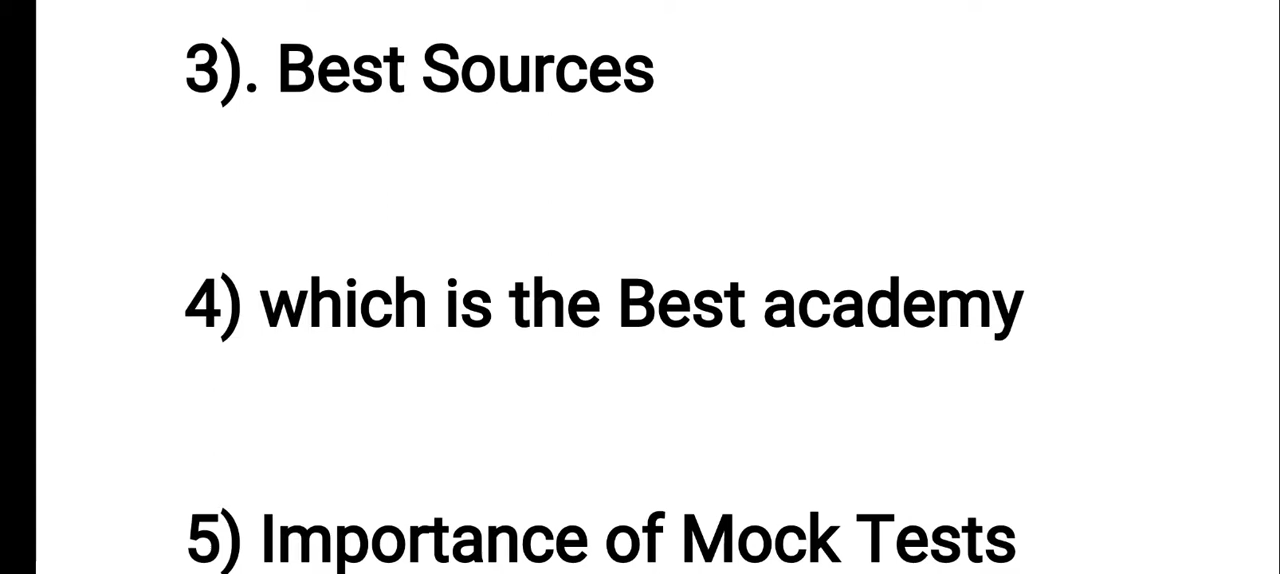 3). Best Sources
4) which is the Best academy
5) Importance of Mock Tests